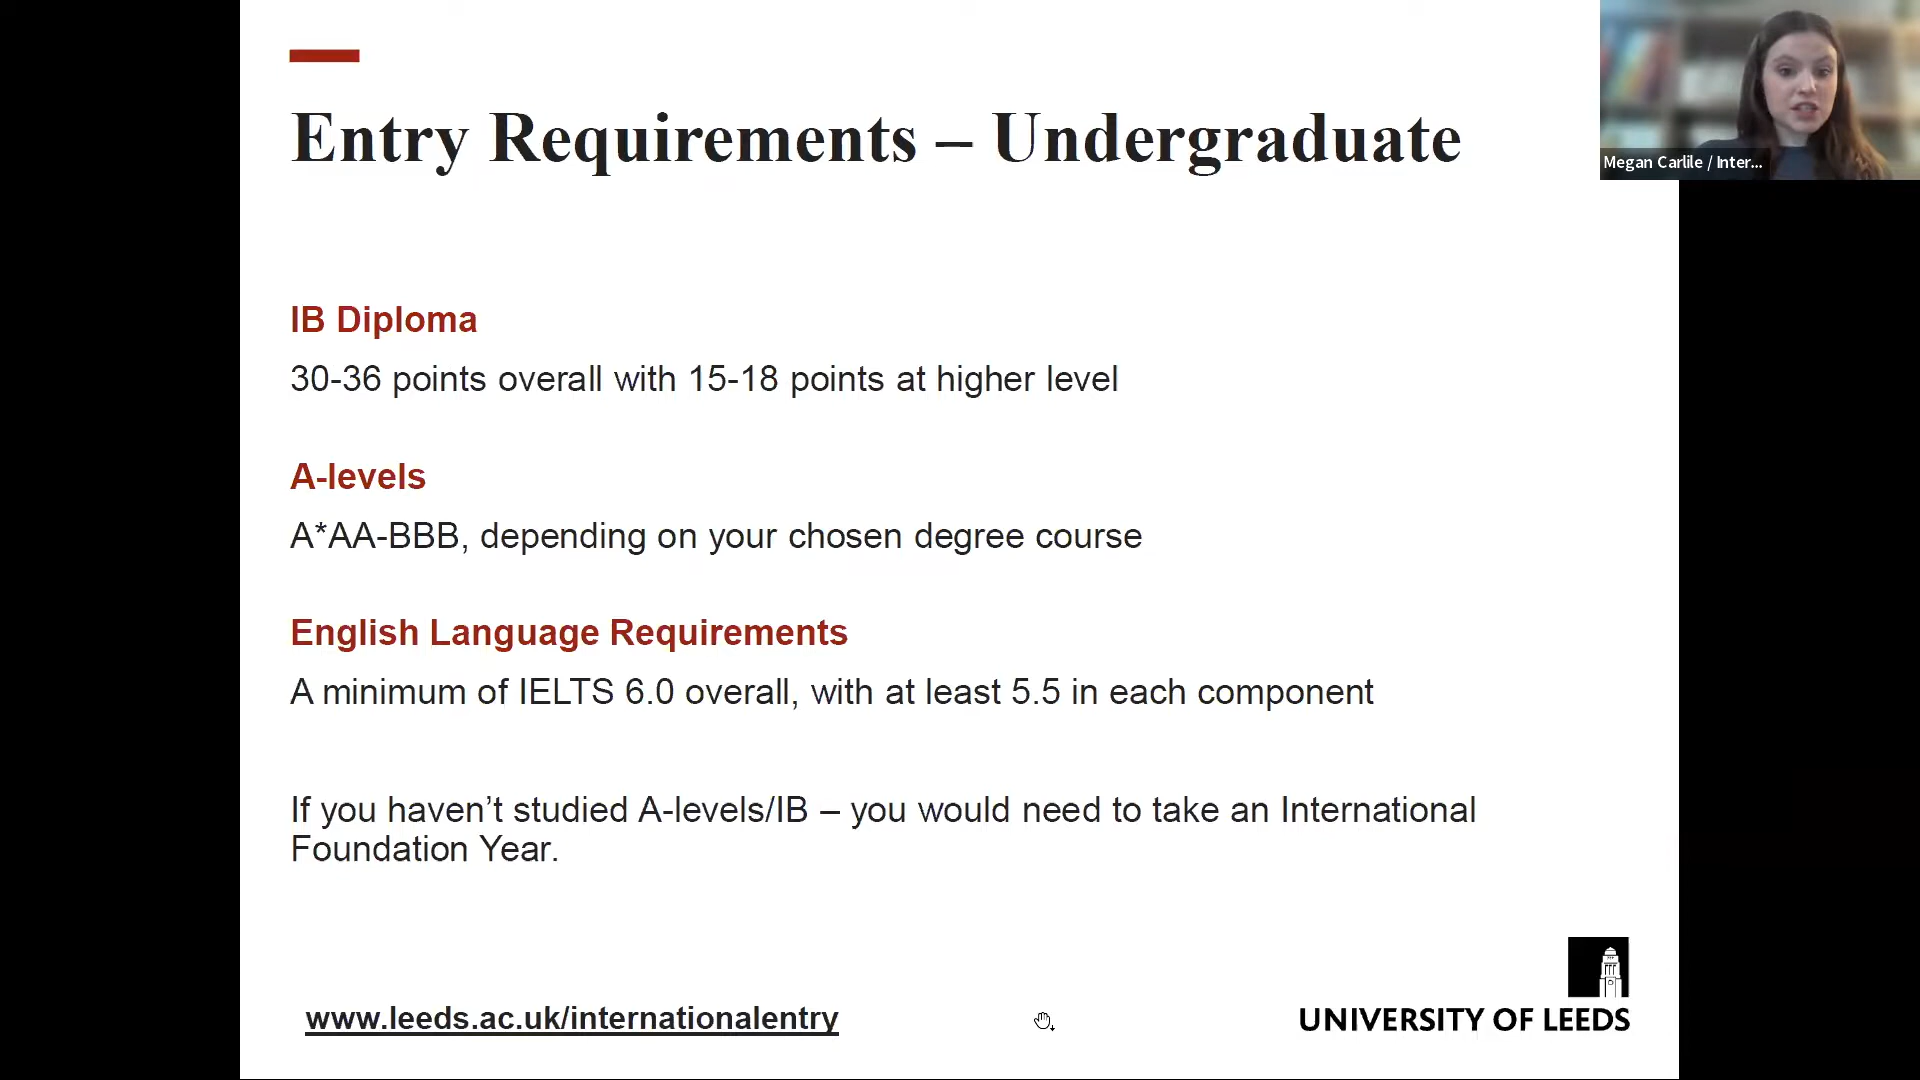 Entry Requirements – Undergraduate
Megan Carlile / Inter...
IB Diploma
30-36 points overall with 15-18 points at higher level
A-levels
A*AA-BBB, depending on your chosen degree course
English Language Requirements
A minimum of IELTS 6.0 overall, with at least 5.5 in each component
If you haven’t studied A-levels/IB – you would need to take an International
Foundation Year.
www.leeds.ac.uk/internationalentry
UNIVERSITY OF LEEDS